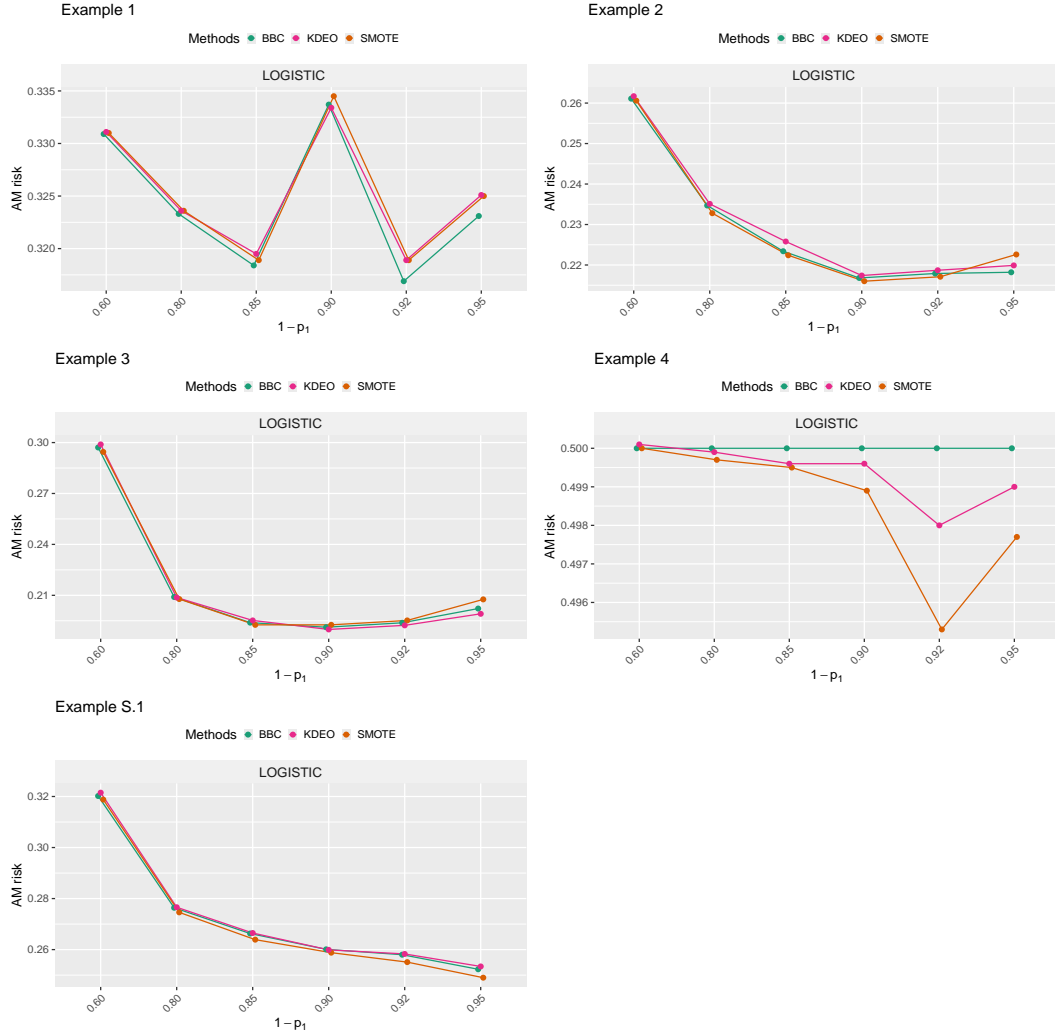 Example 1
Methods BBC KDEO SMOTE
LOGISTIC
0.335
0.330
0.325
0.320
AM risk
0.60 0.80 0.85 0.90 0.92 0.95
1 − p₁
Example 2
Methods BBC KDEO SMOTE
LOGISTIC
0.26
0.25
0.24
0.23
0.22
AM risk
0.60 0.80 0.85 0.90 0.92 0.95
1 − p₁
Example 3
Methods BBC KDEO SMOTE
LOGISTIC
0.30
0.27
0.24
0.21
AM risk
0.60 0.80 0.85 0.90 0.92 0.95
1 − p₁
Example 4
Methods BBC KDEO SMOTE
LOGISTIC
0.500
0.499
0.498
0.497
0.496
AM risk
0.60 0.80 0.85 0.90 0.92 0.95
1 − p₁
Example S.1
Methods BBC KDEO SMOTE
LOGISTIC
0.32
0.30
0.28
0.26
AM risk
0.60 0.80 0.85 0.90 0.92 0.95
1 − p₁